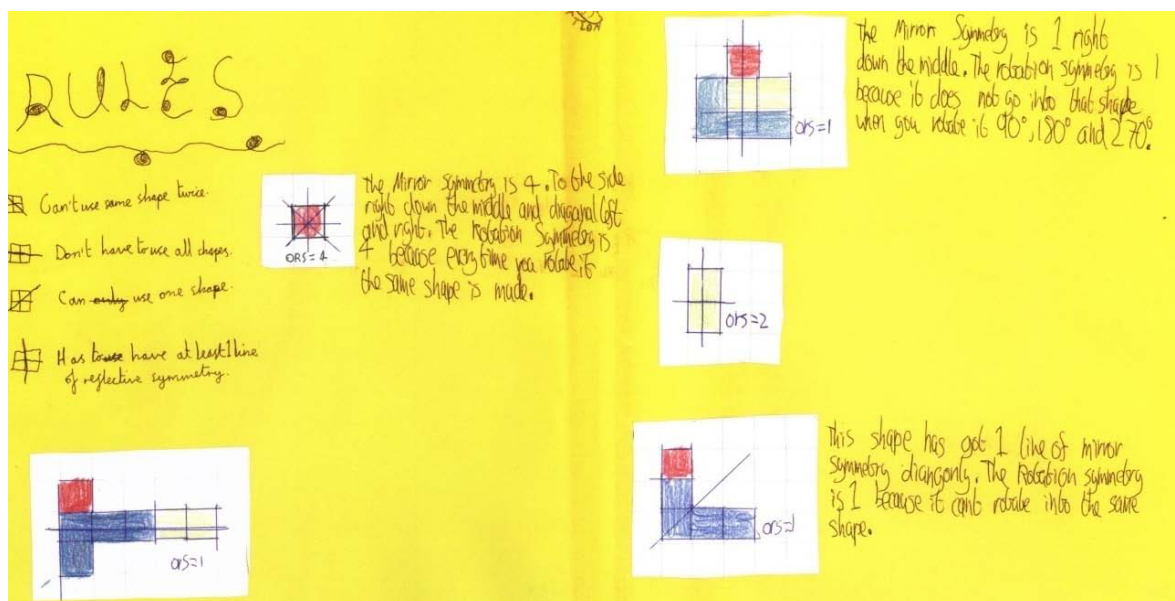 RULES
Can't use same shape twice.
Don't have to use all shapes.
Can only use one shape.
Has to use have at least 1 line
of reflective symmetry.
ORS = 4
The Mirror Symmetry is 4. To the side
right down the middle and diaganal left
and right. The Rotation Symmetry is
4 because everytime you rotate it
the same shape is made.
ors=1
ors=1
The Mirror Symmetry is 1 right
down the middle. The rotation symmetry is 1
because it does not go into that shape
when you rotate it 90°, 180° and 270°.
ors=2
ors=1
This shape has got 1 line of mirror
symmetry diangonly. The Rotation symmetry
is 1 because it cant rotate into the same
shape.